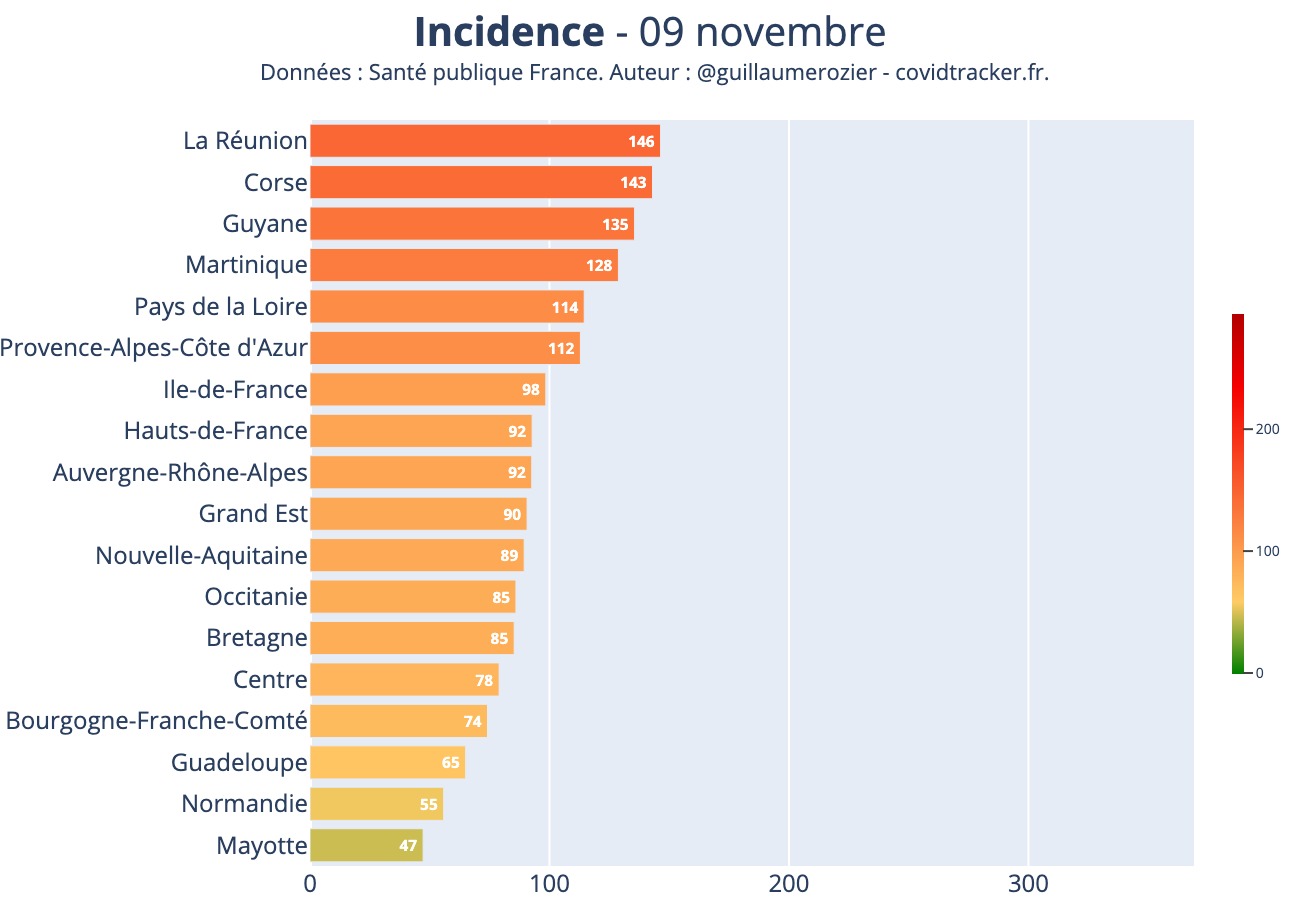 Incidence - 09 novembre
Données : Santé publique France. Auteur : @guillaumerozier - covidtracker.fr.
La Réunion 146
Corse 143
Guyane 135
Martinique 128
Pays de la Loire 114
Provence-Alpes-Côte d'Azur 112
Ile-de-France 98
Hauts-de-France 92
Auvergne-Rhône-Alpes 92
Grand Est 90
Nouvelle-Aquitaine 89
Occitanie 85
Bretagne 85
Centre 78
Bourgogne-Franche-Comté 74
Guadeloupe 65
Normandie 55
Mayotte 47
0 100 200 300
200
100
0